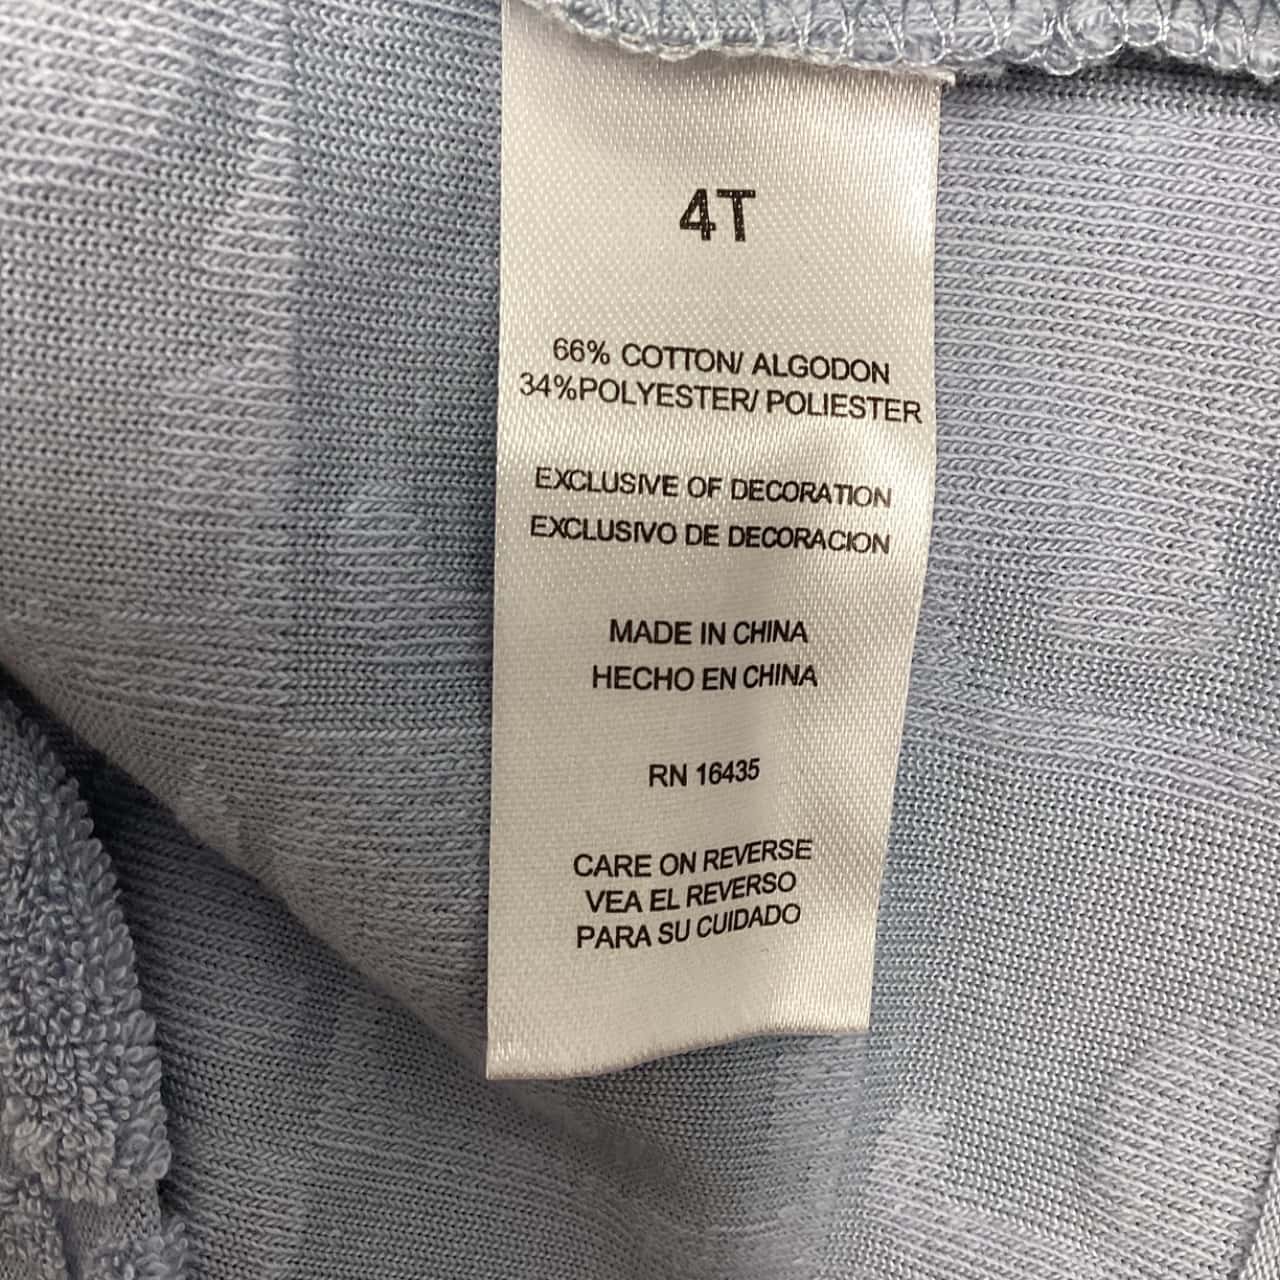 4T
66% COTTON/ ALGODON
34%POLYESTER/ POLIESTER
EXCLUSIVE OF DECORATION
EXCLUSIVO DE DECORACION
MADE IN CHINA
HECHO EN CHINA
RN 16435
CARE ON REVERSE
VEA EL REVERSO
PARA SU CUIDADO